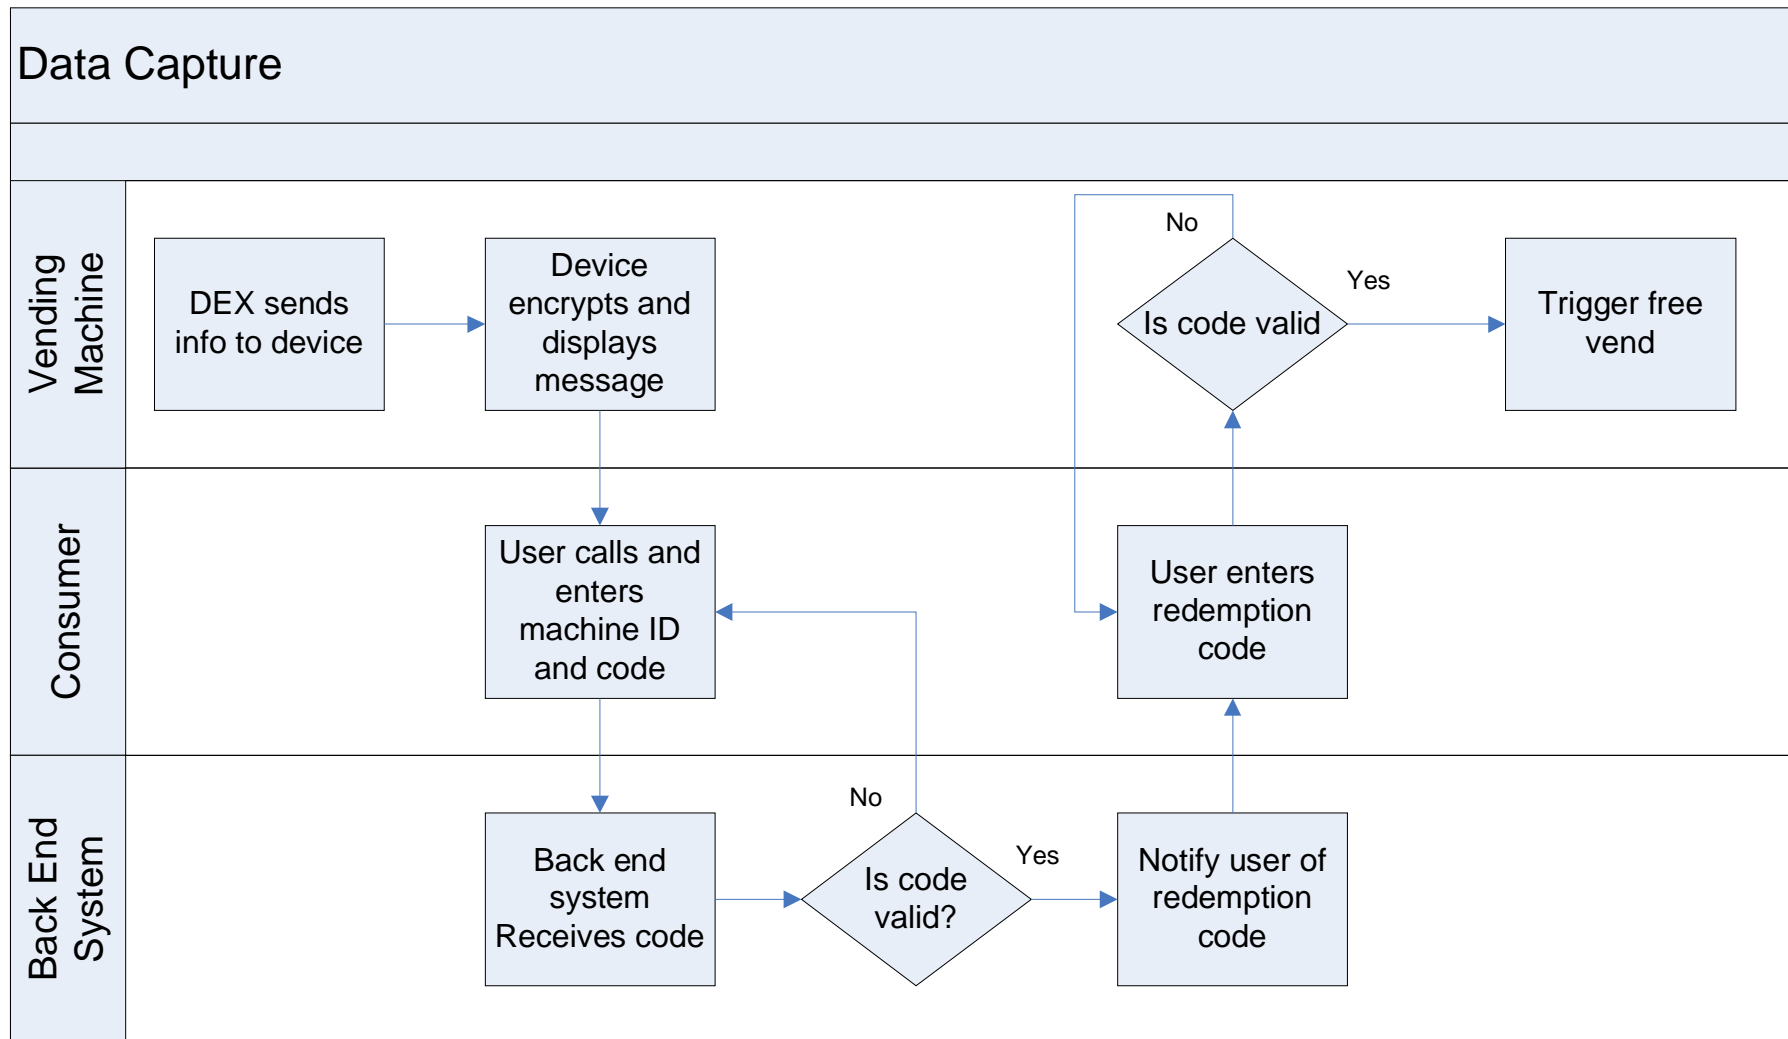 Data Capture
Vending
Machine
DEX sends
info to device
Device
encrypts and
displays
message
No
Is code valid
Yes
Trigger free
vend
Consumer
User calls and
enters
machine ID
and code
User enters
redemption
code
Back End
System
Back end
system
Receives code
No
Is code
valid?
Yes
Notify user of
redemption
code